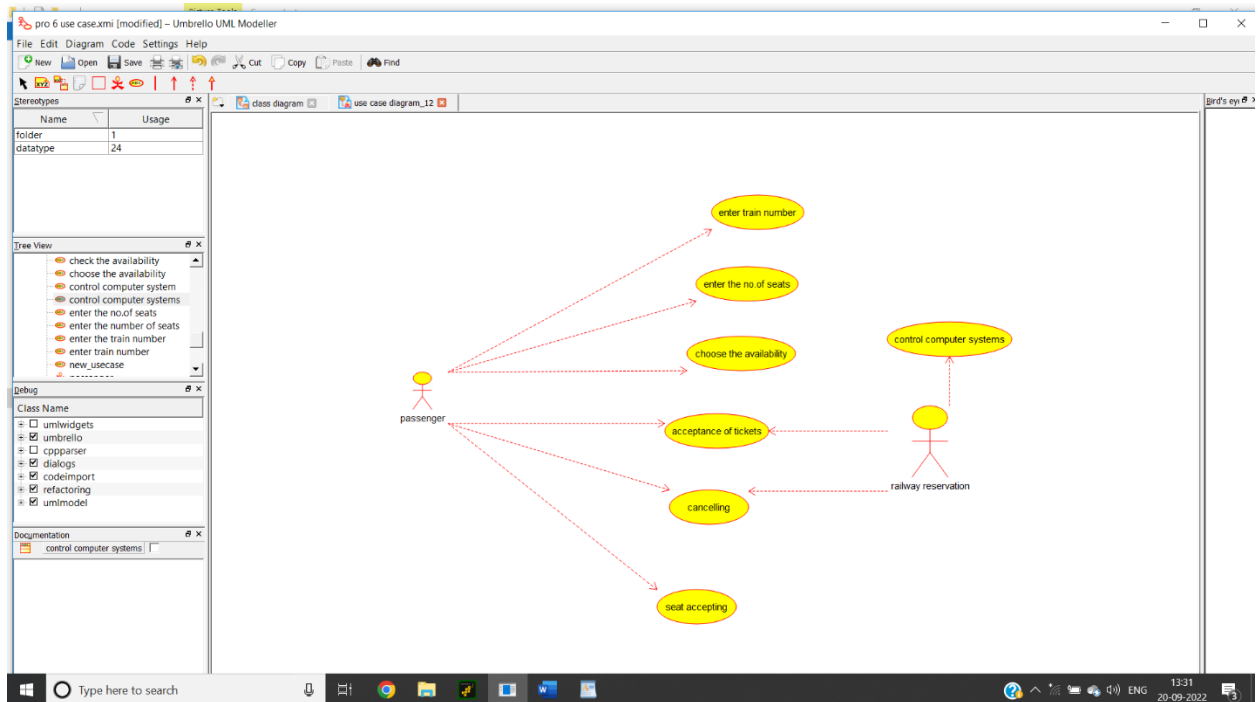 pro 6 use case.xmi [modified] – Umbrello UML Modeller
File Edit Diagram Code Settings Help
New Open Save Cut Copy Paste Find
Stereotypes
Name Usage
folder 1
datatype 24
Tree View
check the availability
choose the availability
control computer system
control computer systems
enter the no.of seats
enter the number of seats
enter the train number
enter train number
new_usecase
Debug
Class Name
umlwidgets
umbrello
cppparser
dialogs
codeimport
refactoring
umlmodel
Documentation
control computer systems
class diagram
use case diagram_12
Bird's ey
enter train number
enter the no.of seats
choose the availability
control computer systems
passenger
acceptance of tickets
railway reservation
cancelling
seat accepting
Type here to search
ENG
13:31
20-09-2022
3